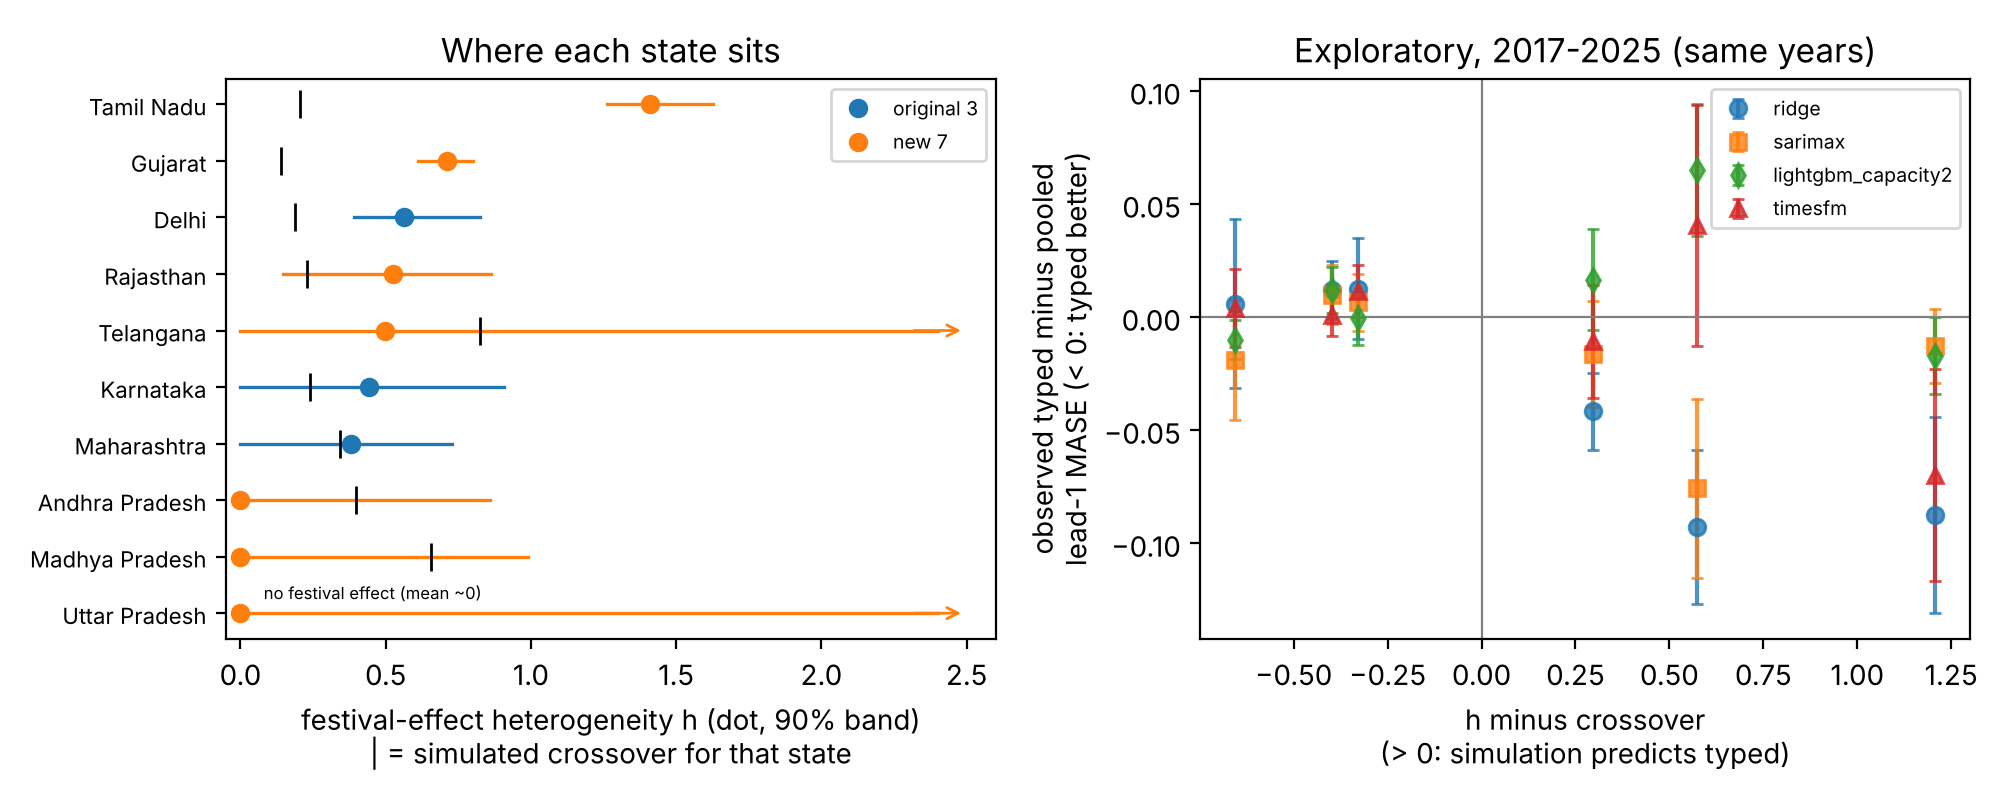 Where each state sits
Tamil Nadu
Gujarat
Delhi
Rajasthan
Telangana
Karnataka
Maharashtra
Andhra Pradesh
Madhya Pradesh
Uttar Pradesh
original 3
new 7
no festival effect (mean ~0)
0.0 0.5 1.0 1.5 2.0 2.5
festival-effect heterogeneity h (dot, 90% band)
| = simulated crossover for that state
Exploratory, 2017-2025 (same years)
observed typed minus pooled
lead-1 MASE (< 0: typed better)
0.10
0.05
0.00
−0.05
−0.10
ridge
sarimax
lightgbm_capacity2
timesfm
−0.50 −0.25 0.00 0.25 0.50 0.75 1.00 1.25
h minus crossover
(> 0: simulation predicts typed)